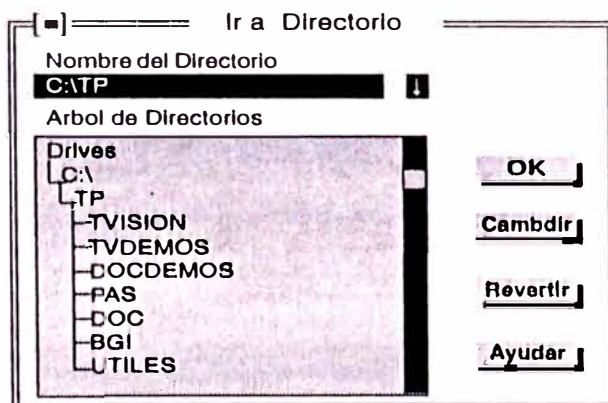 Ir a Directorio
Nombre del Directorio
C:\TP
Arbol de Directorios
Drives
C:\
TP
TVISION
TVDEMOS
DOCDEMOS
PAS
DOC
BGI
UTILES
OK
Cambdir
Revertir
Ayudar